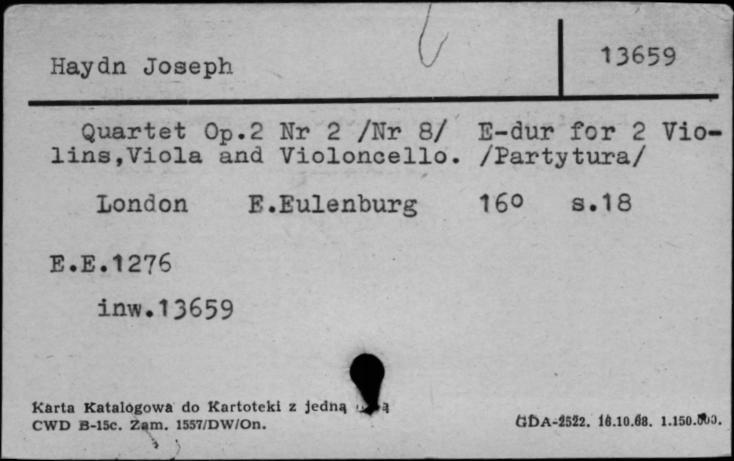 Haydn Joseph
13659
Quartet Op.2 Nr 2 /Nr 8/ E-dur for 2 Vio-
lins,Viola and Violoncello. /Partytura/
London E.Eulenburg 16o s.18
E.E.1276
inw.13659
Karta Katalogowa do Kartoteki z jedną
CWD B-15c. Zam. 1557/DW/On.
GDA-2522. 18.10.68. 1.150.000.